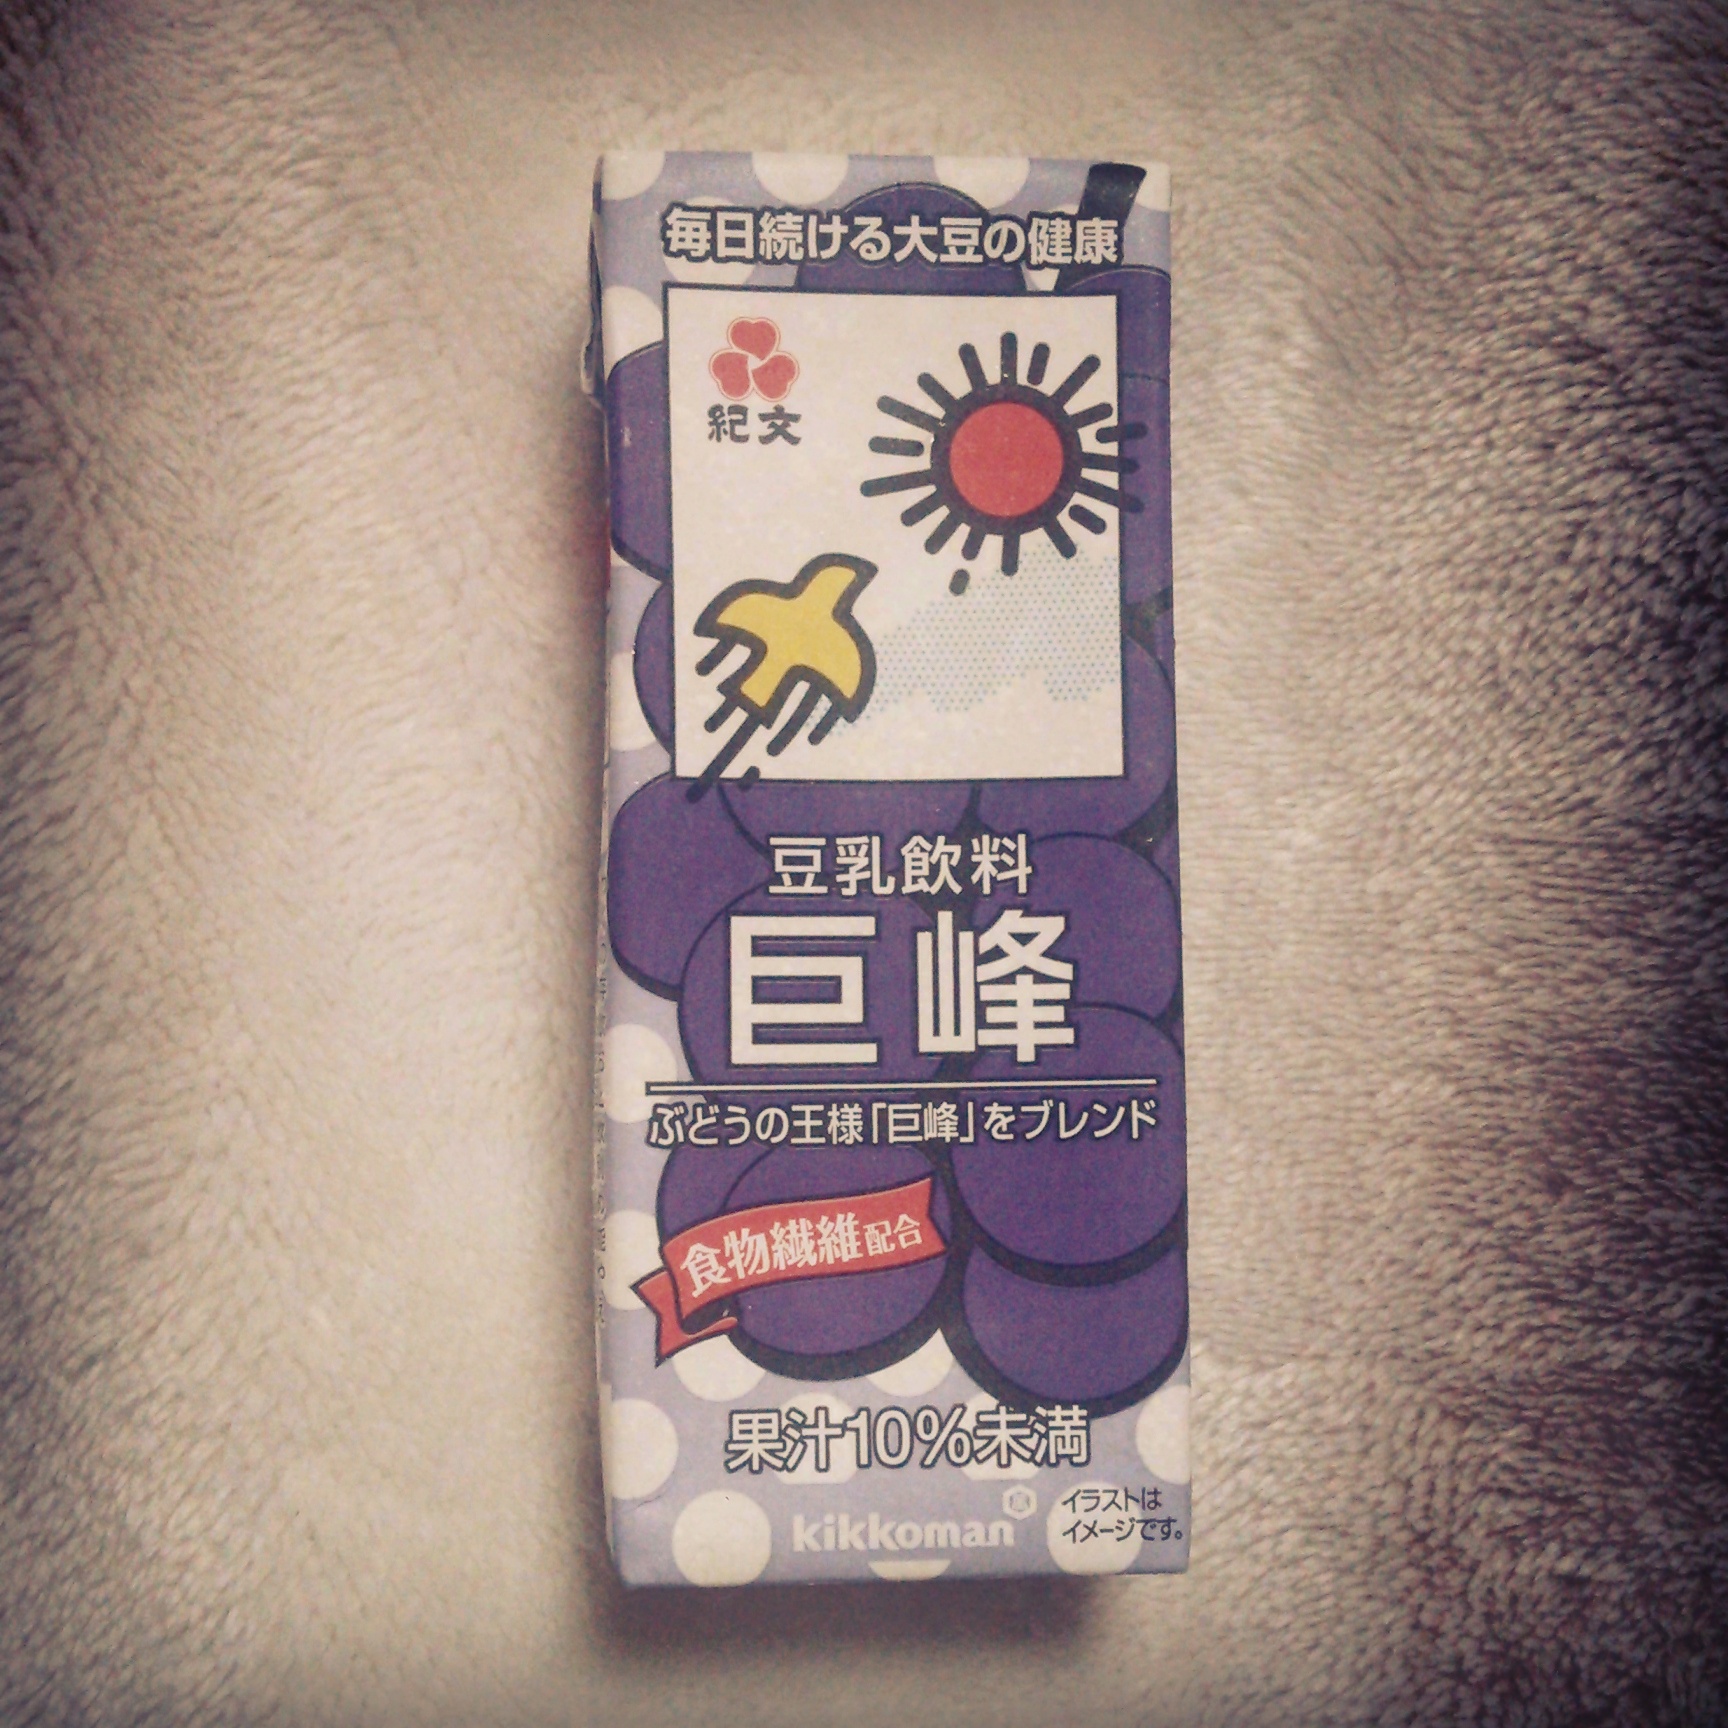 毎日続ける大豆の健康
紀文
豆乳飲料
巨峰
ぶどうの王様「巨峰」をブレンド
食物繊維配合
果汁10%未満
kikkoman
イラストは
イメージです。